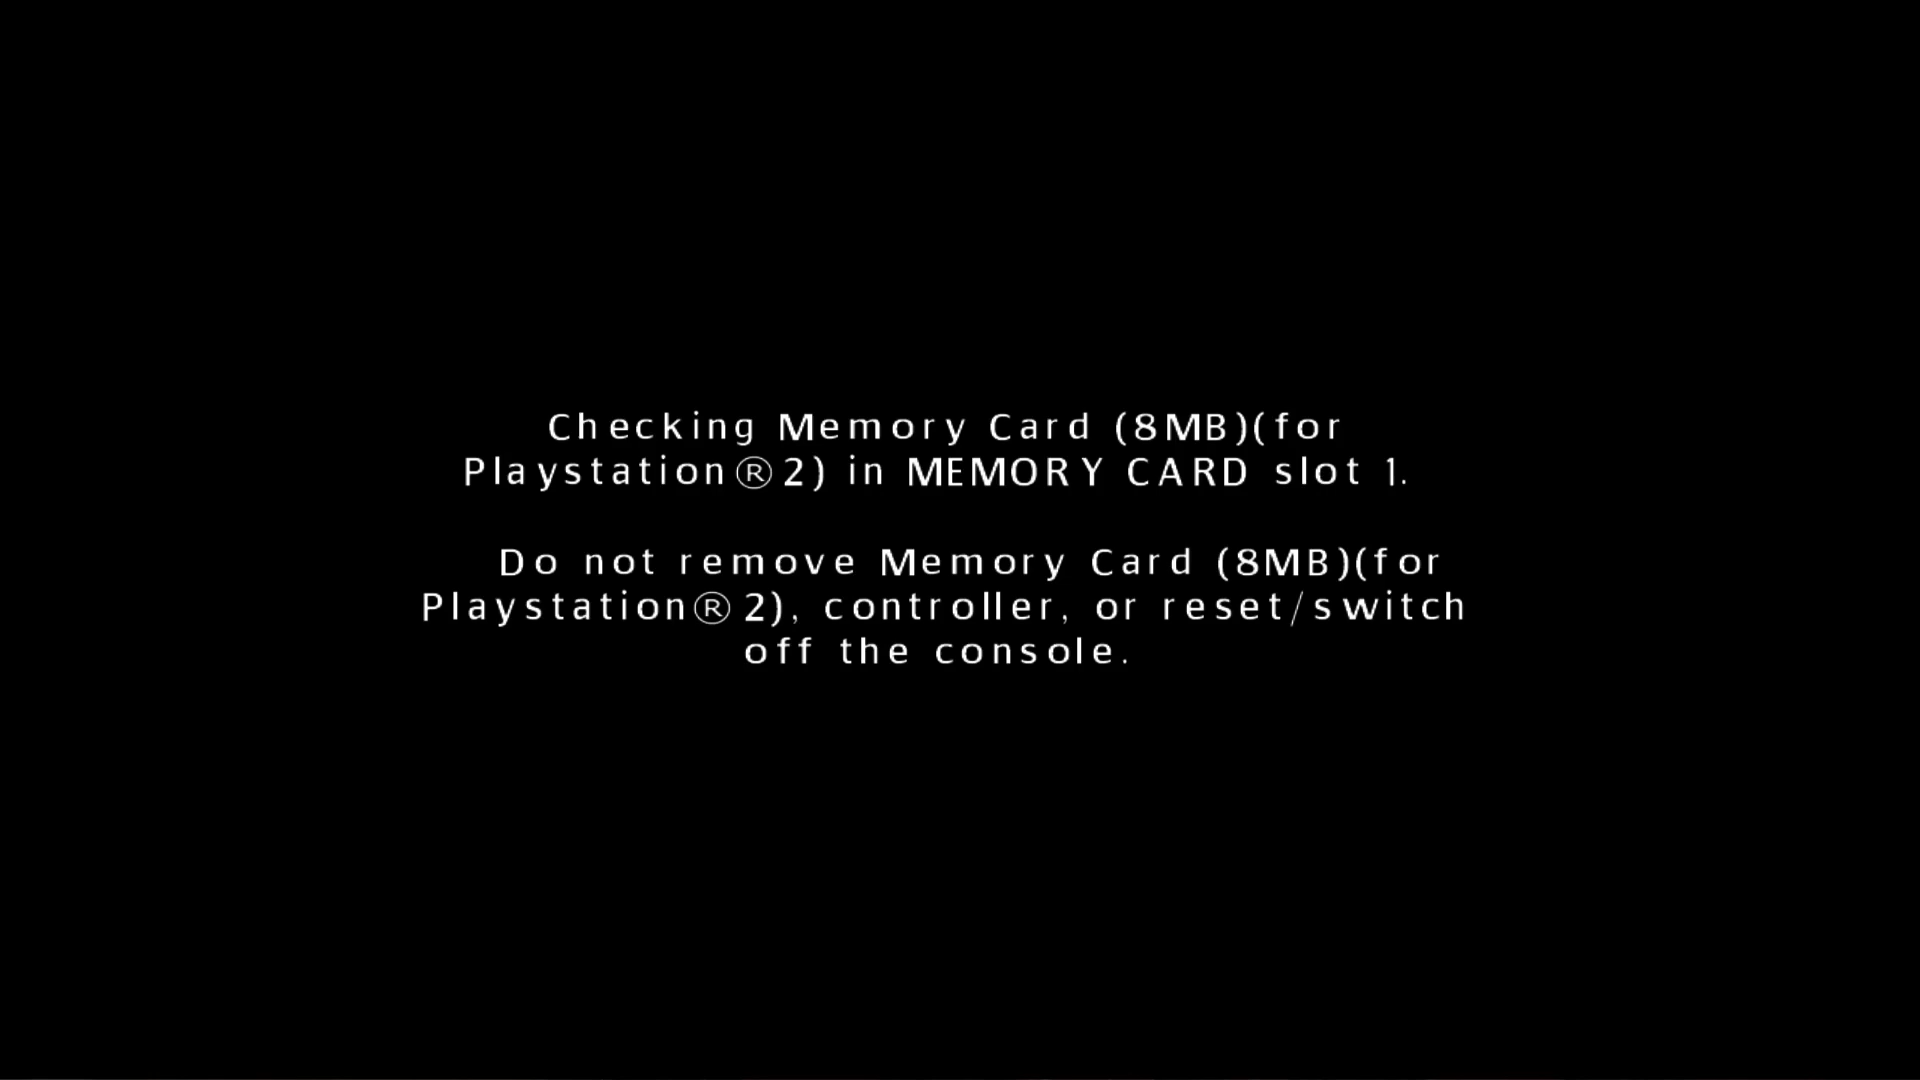 Checking Memory Card (8MB)(for
Playstation®2) in MEMORY CARD slot 1.
Do not remove Memory Card (8MB)(for
Playstation®2), controller, or reset/switch
off the console.